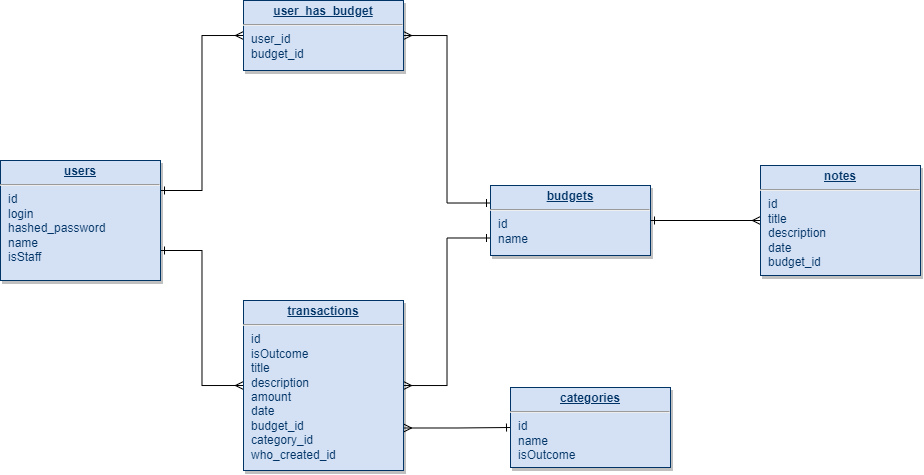 user_has_budget
user_id
budget_id
users
id
login
hashed_password
name
isStaff
budgets
id
name
notes
id
title
description
date
budget_id
transactions
id
isOutcome
title
description
amount
date
budget_id
category_id
who_created_id
categories
id
name
isOutcome